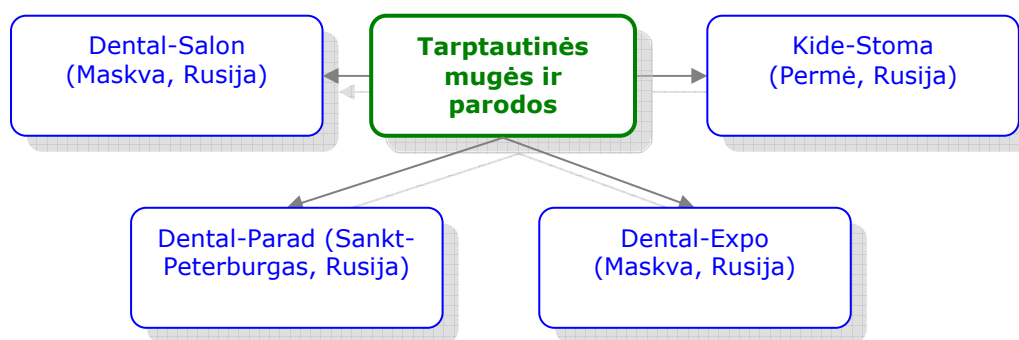 Dental-Salon
(Maskva, Rusija)
Tarptautinės
mugės ir
parodos
Kide-Stoma
(Permė, Rusija)
Dental-Parad (Sankt-
Peterburgas, Rusija)
Dental-Expo
(Maskva, Rusija)